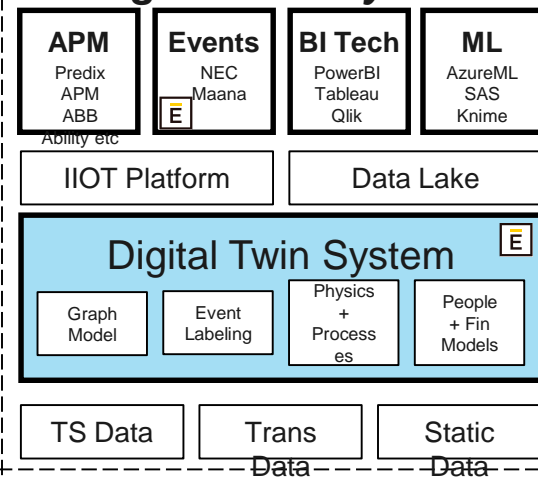 APM
Predix
APM
ABB
Ability etc
Events
NEC
Maana
E
BI Tech
PowerBI
Tableau
Qlik
ML
AzureML
SAS
Knime
IIOT Platform
Data Lake
Digital Twin System
E
Graph
Model
Event
Labeling
Physics
+
Process
es
People
+ Fin
Models
TS Data
Trans
Data
Static
Data